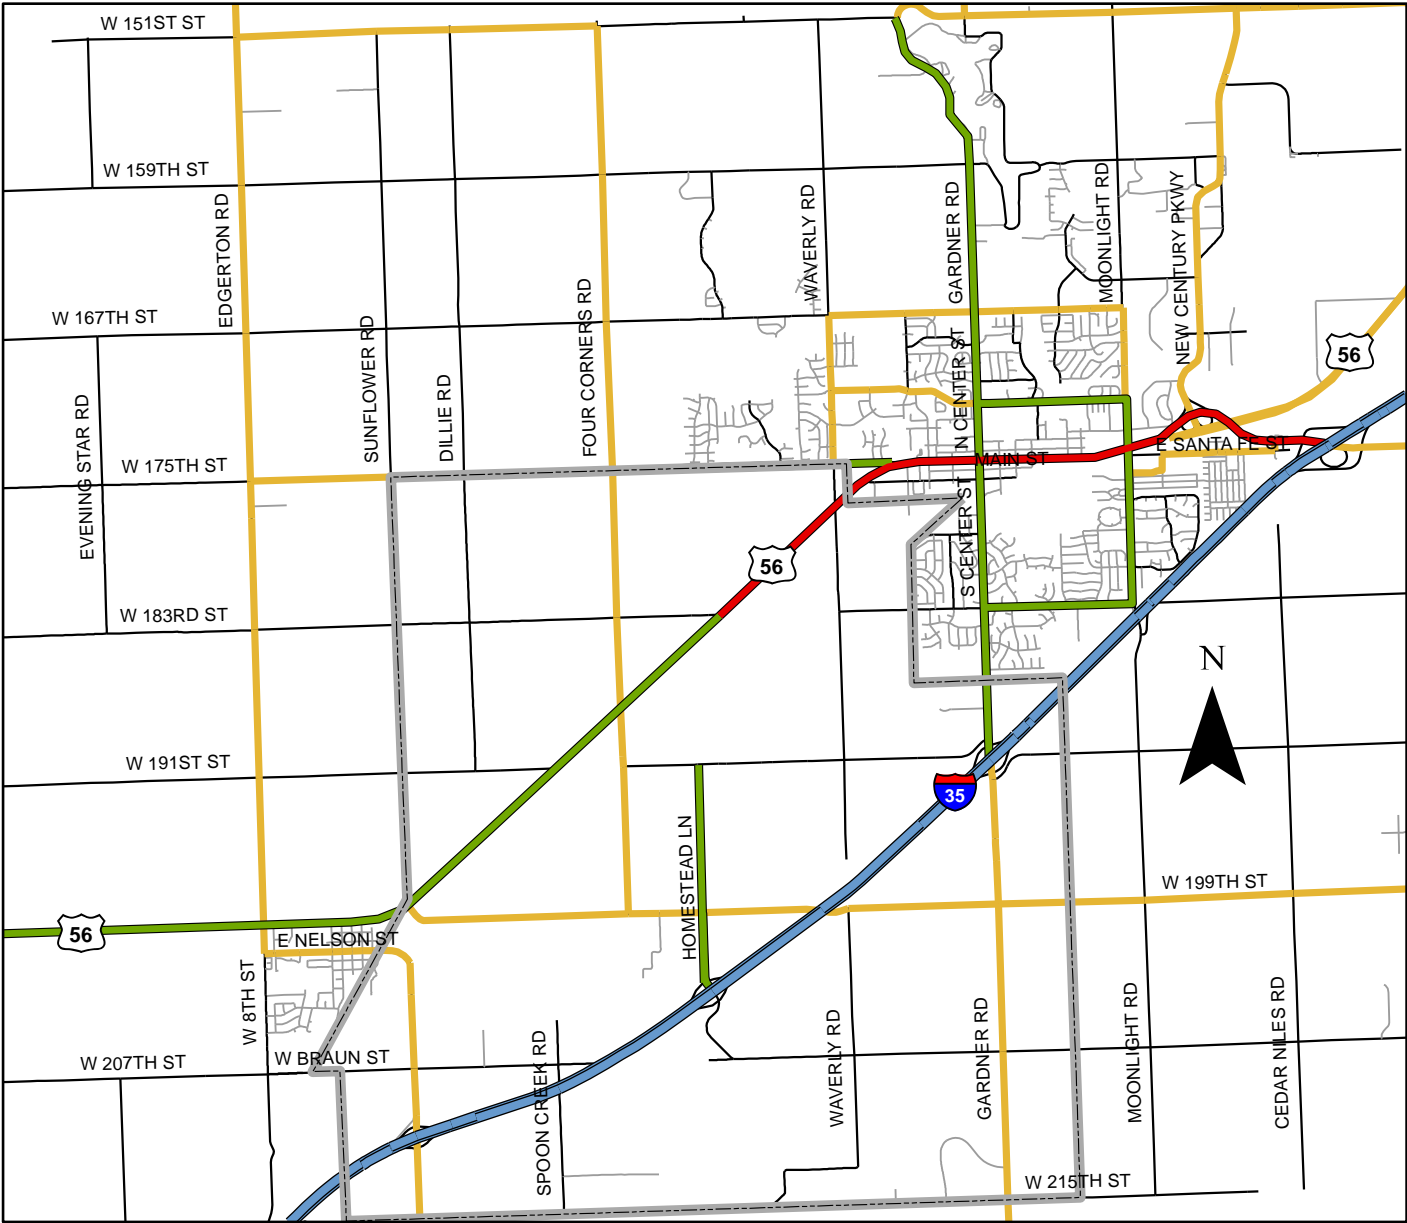 W 151ST ST
W 159TH ST
EDGERTON RD
WAVERLY RD
GARDNER RD
MOONLIGHT RD
NEW CENTURY PKWY
W 167TH ST
SUNFLOWER RD
DILLIE RD
FOUR CORNERS RD
N CENTER ST
56
EVENING STAR RD
W 175TH ST
MAIN ST
E SANTA FE ST
S CENTER ST
56
W 183RD ST
N
W 191ST ST
35
HOMESTEAD LN
W 199TH ST
56
E NELSON ST
W 8TH ST
W 207TH ST
W BRAUN ST
SPOON CREEK RD
WAVERLY RD
GARDNER RD
MOONLIGHT RD
CEDAR NILES RD
W 215TH ST